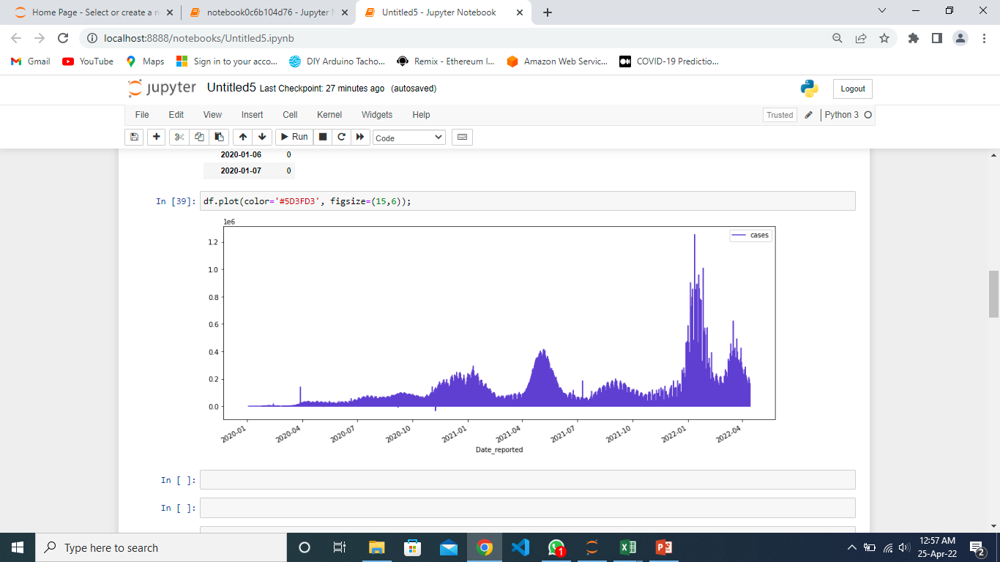 Home Page - Select or create a n
notebook0c6b104d76 - Jupyter N
Untitled5 - Jupyter Notebook
localhost:8888/notebooks/Untitled5.ipynb
Gmail
YouTube
Maps
Sign in to your acco...
DIY Arduino Tacho...
Remix - Ethereum I...
Amazon Web Servic...
COVID-19 Predictio...
jupyter Untitled5 Last Checkpoint: 27 minutes ago (autosaved)
Logout
File Edit View Insert Cell Kernel Widgets Help
Trusted
Python 3
Run
Code
2020-01-06 0
2020-01-07 0
In [39]: df.plot(color='#5D3FD3', figsize=(15,6));
1e6
cases
1.2
1.0
0.8
0.6
0.4
0.2
0.0
2020-01 2020-04 2020-07 2020-10 2021-01 2021-04 2021-07 2021-10 2022-01 2022-04
Date_reported
In [ ]:
In [ ]:
Type here to search
1
12:57 AM
25-Apr-22
2